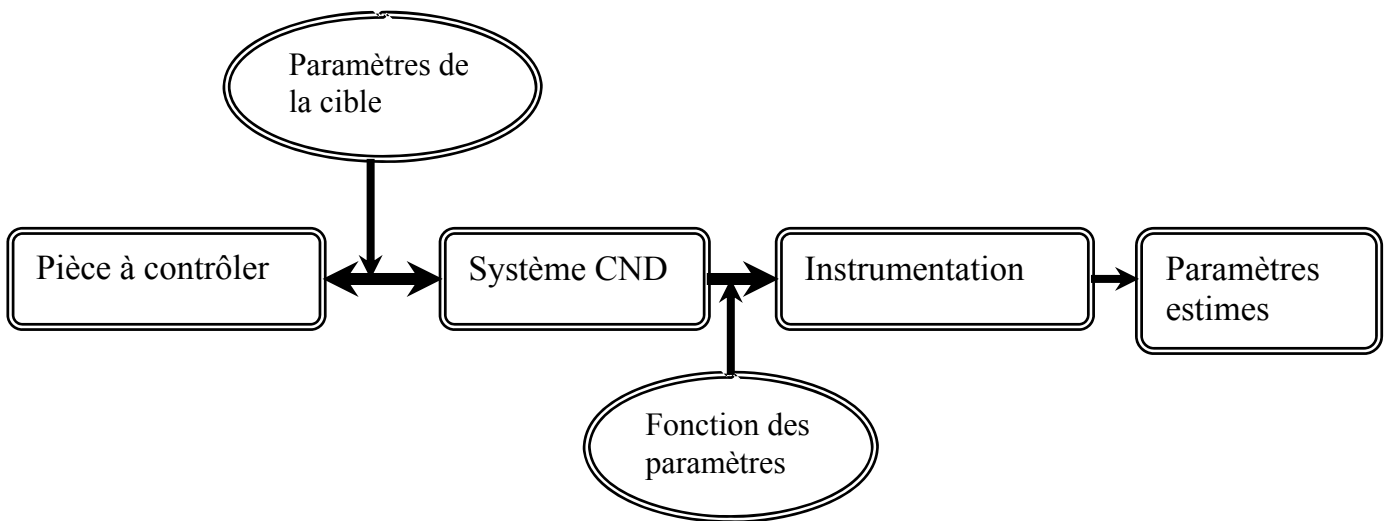 Paramètres de
la cible
Pièce à contrôler
Système CND
Instrumentation
Paramètres
estimes
Fonction des
paramètres